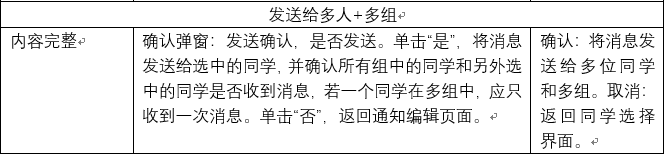 发送给多人+多组
内容完整
确认弹窗：发送确认，是否发送。单击“是”，将消息
发送给选中的同学，并确认所有组中的同学和另外选
中的同学是否收到消息，若一个同学在多组中，应只
收到一次消息。单击“否”，返回通知编辑页面。
确认：将消息发
送给多位同学
和多组。取消：
返回同学选择
界面。